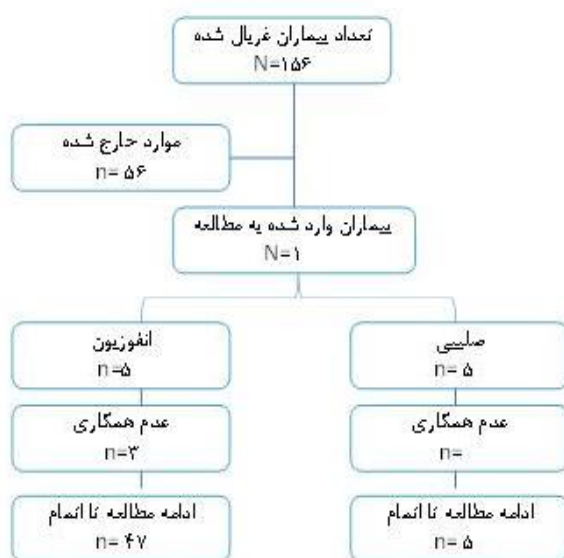 تعداد بیماران غربال شده
N=۱۵۶
موارد خارج شده
n= ۵۶
بیماران وارد شده به مطالعه
N=۱
انفوزیون
n=۵
صلیبی
n= ۵
عدم همکاری
n=۳
عدم همکاری
n=
ادامه مطالعه تا اتمام
n= ۴۷
ادامه مطالعه تا اتمام
n= ۵